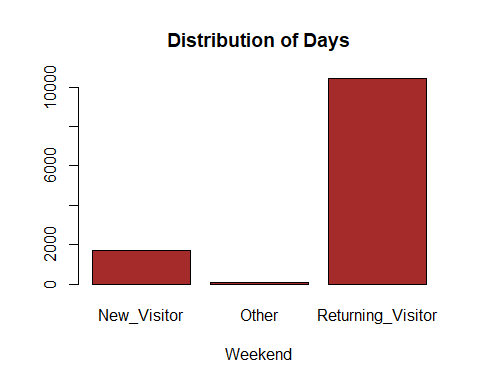 Distribution of Days
10000
6000
2000
0
New_Visitor Other Returning_Visitor
Weekend